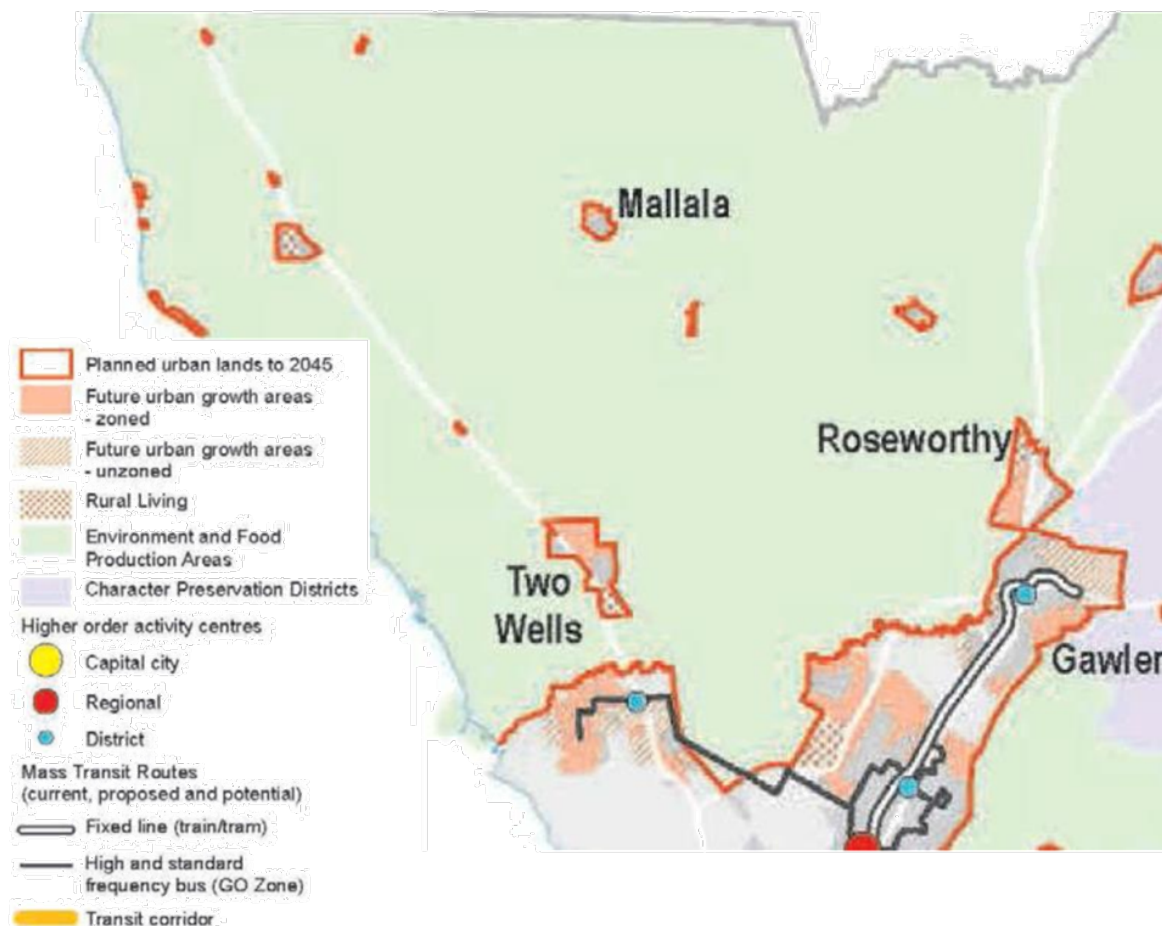 Mallala
Roseworthy
Two
Wells
Gawler
Planned urban lands to 2045
Future urban growth areas
- zoned
Future urban growth areas
- unzoned
Rural Living
Environment and Food
Production Areas
Character Preservation Districts
Higher order activity centres
Capital city
Regional
District
Mass Transit Routes
(current, proposed and potential)
Fixed line (train/tram)
High and standard
frequency bus (GO Zone)
Transit corridor